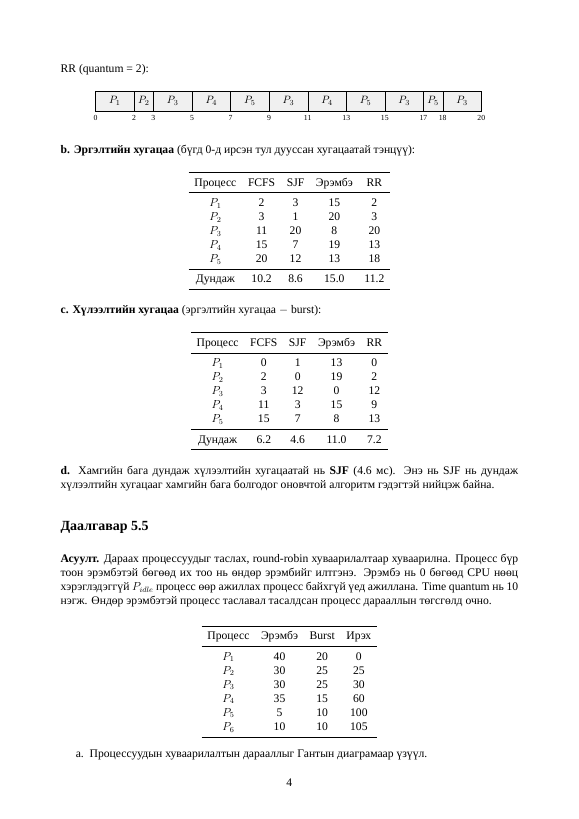 RR (quantum = 2):
P1 P2 P3 P4 P5 P3 P4 P5 P3 P5 P3
0 2 3 5 7 9 11 13 15 17 18 20
b. Эргэлтийн хугацаа (бүгд 0-д ирсэн тул дууссан хугацаатай тэнцүү):
Процесс FCFS SJF Эрэмбэ RR
P1 2 3 15 2
P2 3 1 20 3
P3 11 20 8 20
P4 15 7 19 13
P5 20 12 13 18
Дундаж 10.2 8.6 15.0 11.2
c. Хүлээлтийн хугацаа (эргэлтийн хугацаа − burst):
Процесс FCFS SJF Эрэмбэ RR
P1 0 1 13 0
P2 2 0 19 2
P3 3 12 0 12
P4 11 3 15 9
P5 15 7 8 13
Дундаж 6.2 4.6 11.0 7.2
d. Хамгийн бага дундаж хүлээлтийн хугацаатай нь SJF (4.6 мс). Энэ нь SJF нь дундаж
хүлээлтийн хугацааг хамгийн бага болгодог оновчтой алгоритм гэдэгтэй нийцэж байна.
Даалгавар 5.5
Асуулт. Дараах процессуудыг таслах, round-robin хуваарилалтаар хуваарилна. Процесс бүр
тоон эрэмбэтэй бөгөөд их тоо нь өндөр эрэмбийг илтгэнэ. Эрэмбэ нь 0 бөгөөд CPU нөөц
хэрэглэдэггүй Pidle процесс өөр ажиллах процесс байхгүй үед ажиллана. Time quantum нь 10
нэгж. Өндөр эрэмбэтэй процесс таславал тасалдсан процесс дарааллын төгсгөлд очно.
Процесс Эрэмбэ Burst Ирэх
P1 40 20 0
P2 30 25 25
P3 30 25 30
P4 35 15 60
P5 5 10 100
P6 10 10 105
a. Процессуудын хуваарилалтын дарааллыг Гантын диаграмаар үзүүл.
4